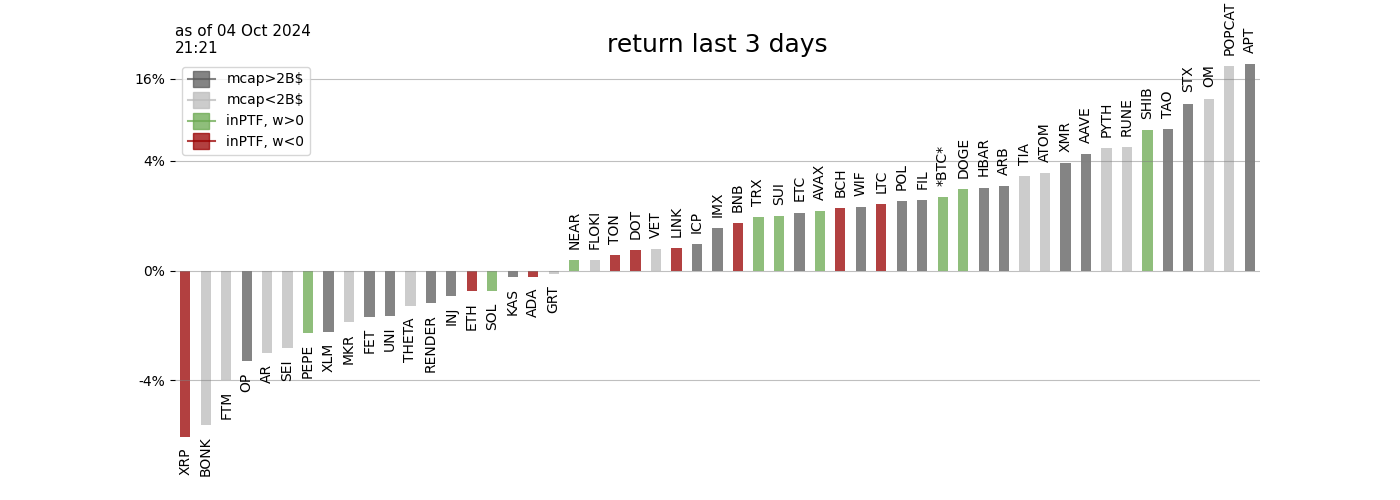 as of 04 Oct 2024
21:21
return last 3 days
mcap>2B$
mcap<2B$
inPTF, w>0
inPTF, w<0
16%
4%
0%
-4%
XRP
BONK
FTM
OP
AR
SEI
PEPE
XLM
MKR
FET
UNI
THETA
RENDER
INJ
ETH
SOL
KAS
ADA
GRT
NEAR
FLOKI
TON
DOT
VET
LINK
ICP
IMX
BNB
TRX
SUI
ETC
AVAX
BCH
WIF
LTC
POL
FIL
*BTC*
DOGE
HBAR
ARB
TIA
ATOM
XMR
AAVE
PYTH
RUNE
SHIB
TAO
STX
OM
POPCAT
APT